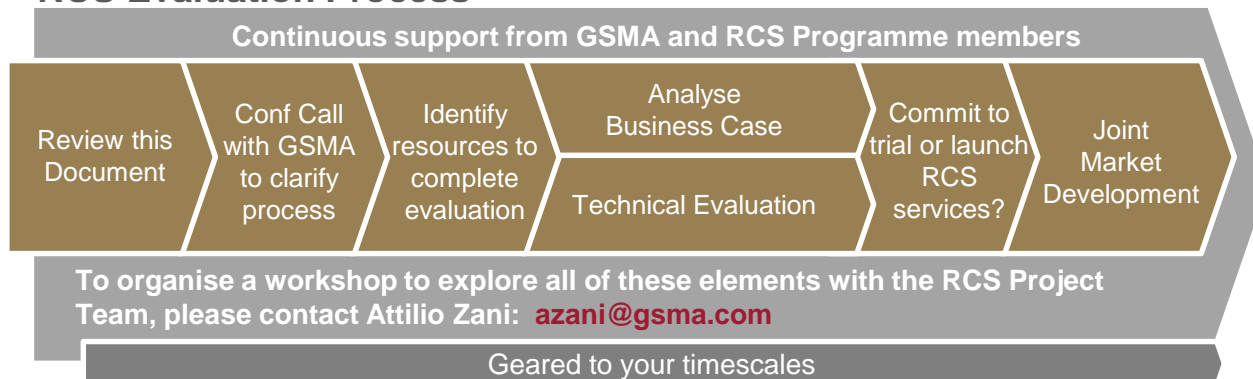 RCS Evaluation Process
Continuous support from GSMA and RCS Programme members
Review this
Document
Conf Call
with GSMA
to clarify
process
Identify
resources to
complete
evaluation
Analyse
Business Case
Technical Evaluation
Commit to
trial or launch
RCS
services?
Joint
Market
Development
To organise a workshop to explore all of these elements with the RCS Project
Team, please contact Attilio Zani: azani@gsma.com
Geared to your timescales